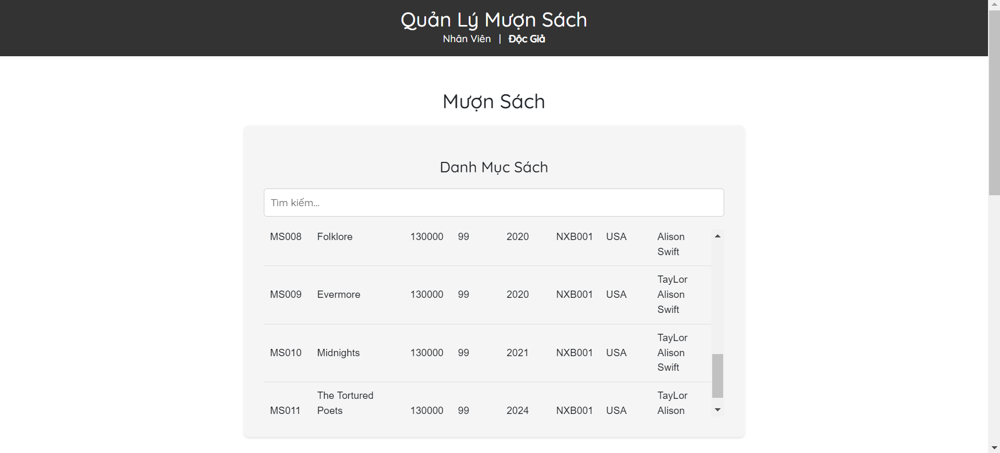 Quản Lý Mượn Sách
Nhân Viên | Độc Giả
Mượn Sách
Danh Mục Sách
Tìm kiếm...
MS008 Folklore 130000 99 2020 NXB001 USA Alison
Swift
TayLor
MS009 Evermore 130000 99 2020 NXB001 USA Alison
Swift
TayLor
MS010 Midnights 130000 99 2021 NXB001 USA Alison
Swift
The Tortured TayLor
MS011 Poets 130000 99 2024 NXB001 USA Alison